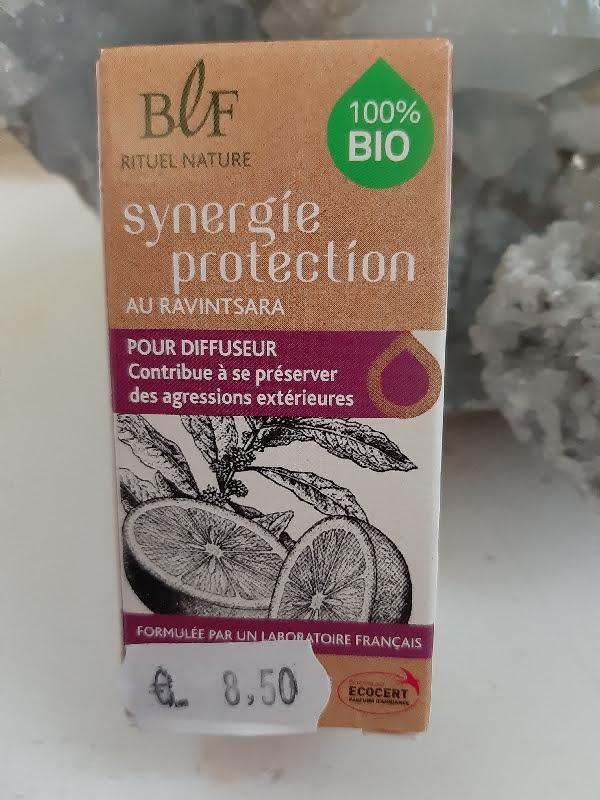 BlF
RITUEL NATURE
100%
BIO
synergie
protection
AU RAVINTSARA
POUR DIFFUSEUR
Contribue à se préserver
des agressions extérieures
FORMULÉE PAR UN LABORATOIRE FRANÇAIS
€ 8,50
ECOCERT